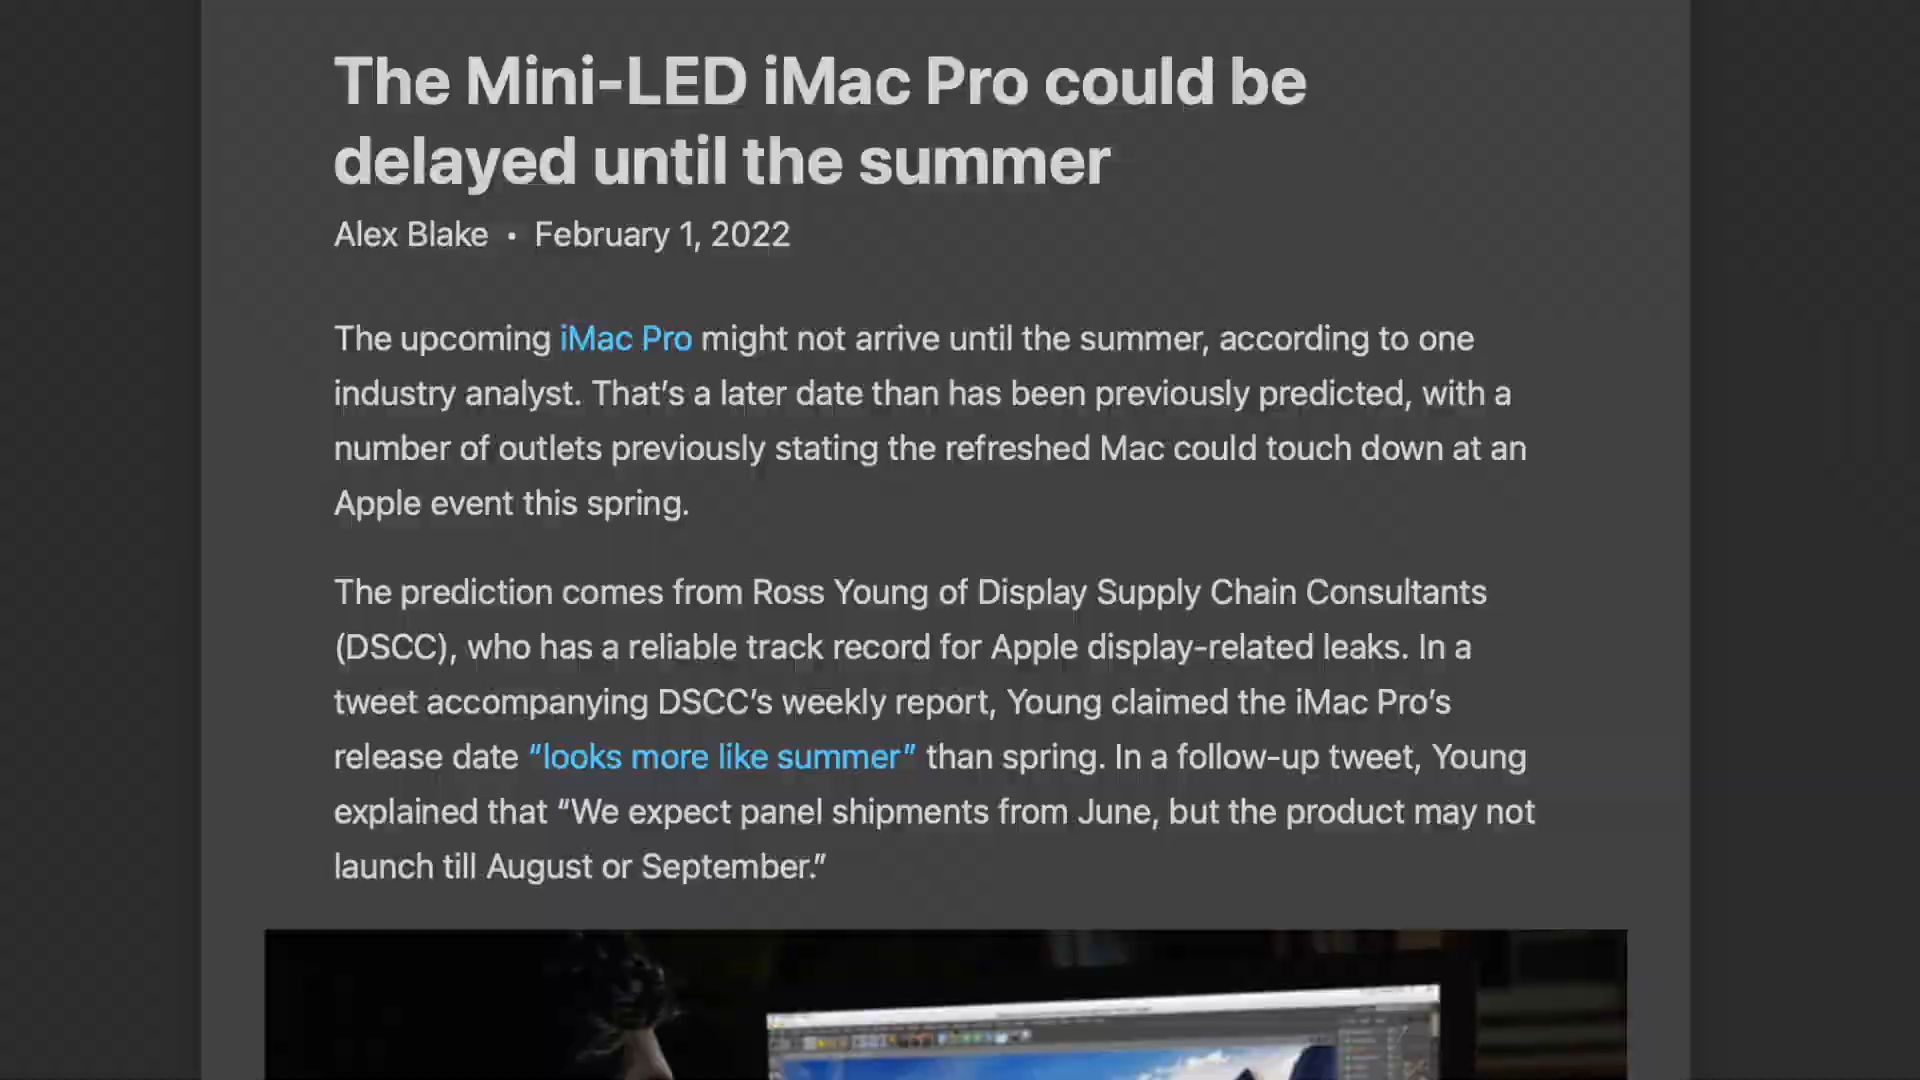 The Mini-LED iMac Pro could be
delayed until the summer
Alex Blake • February 1, 2022
The upcoming iMac Pro might not arrive until the summer, according to one
industry analyst. That’s a later date than has been previously predicted, with a
number of outlets previously stating the refreshed Mac could touch down at an
Apple event this spring.
The prediction comes from Ross Young of Display Supply Chain Consultants
(DSCC), who has a reliable track record for Apple display-related leaks. In a
tweet accompanying DSCC’s weekly report, Young claimed the iMac Pro’s
release date “looks more like summer” than spring. In a follow-up tweet, Young
explained that “We expect panel shipments from June, but the product may not
launch till August or September.”